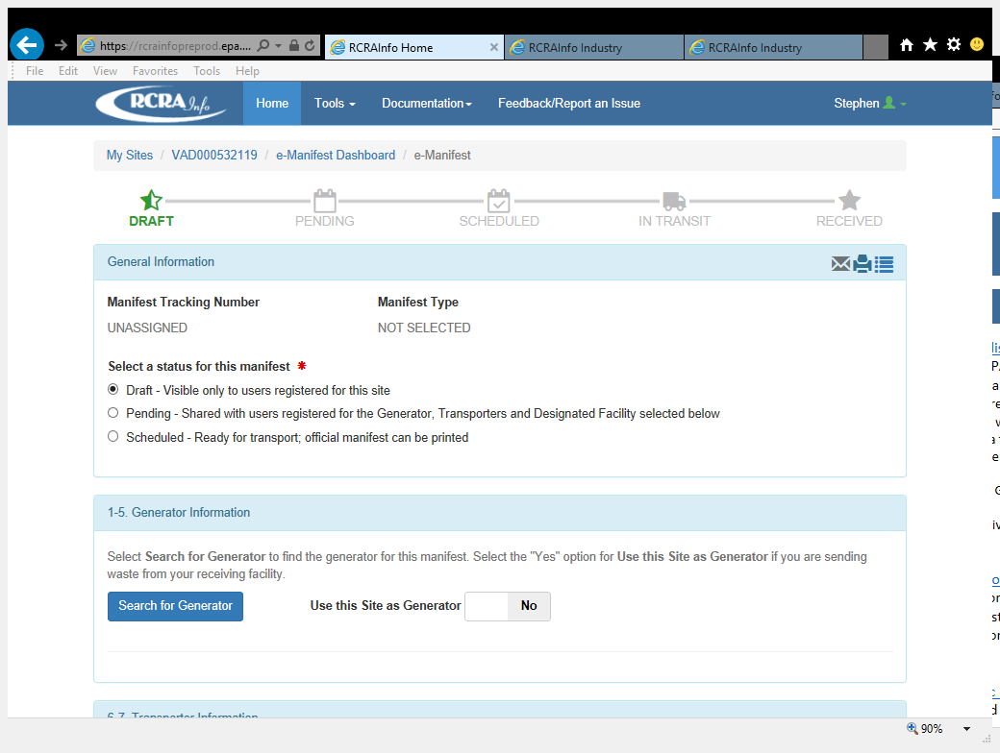 https://rcrainfopreprod.epa....
RCRAInfo Home
RCRAInfo Industry
RCRAInfo Industry
File Edit View Favorites Tools Help
RCRA Info
Home Tools Documentation Feedback/Report an Issue Stephen
My Sites / VAD000532119 / e-Manifest Dashboard / e-Manifest
DRAFT PENDING SCHEDULED IN TRANSIT RECEIVED
General Information
Manifest Tracking Number Manifest Type
UNASSIGNED NOT SELECTED
Select a status for this manifest *
Draft - Visible only to users registered for this site
Pending - Shared with users registered for the Generator, Transporters and Designated Facility selected below
Scheduled - Ready for transport; official manifest can be printed
1-5. Generator Information
Select Search for Generator to find the generator for this manifest. Select the "Yes" option for Use this Site as Generator if you are sending
waste from your receiving facility.
Search for Generator Use this Site as Generator No
6-7. Transporter Information
90%